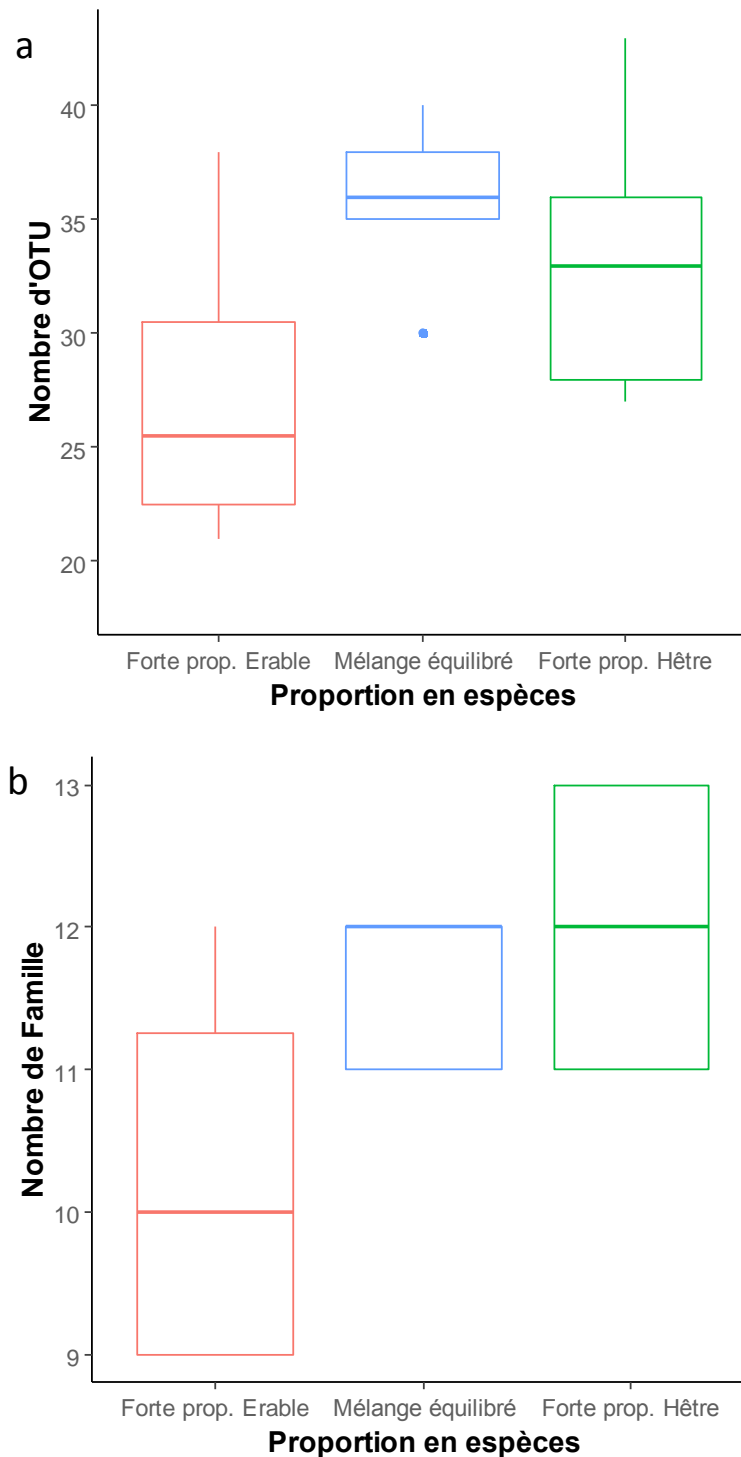 a
Nombre d'OTU
40
35
30
25
20
Forte prop. Erable Mélange équilibré Forte prop. Hêtre
Proportion en espèces
b
Nombre de Famille
13
12
11
10
9
Forte prop. Erable Mélange équilibré Forte prop. Hêtre
Proportion en espèces